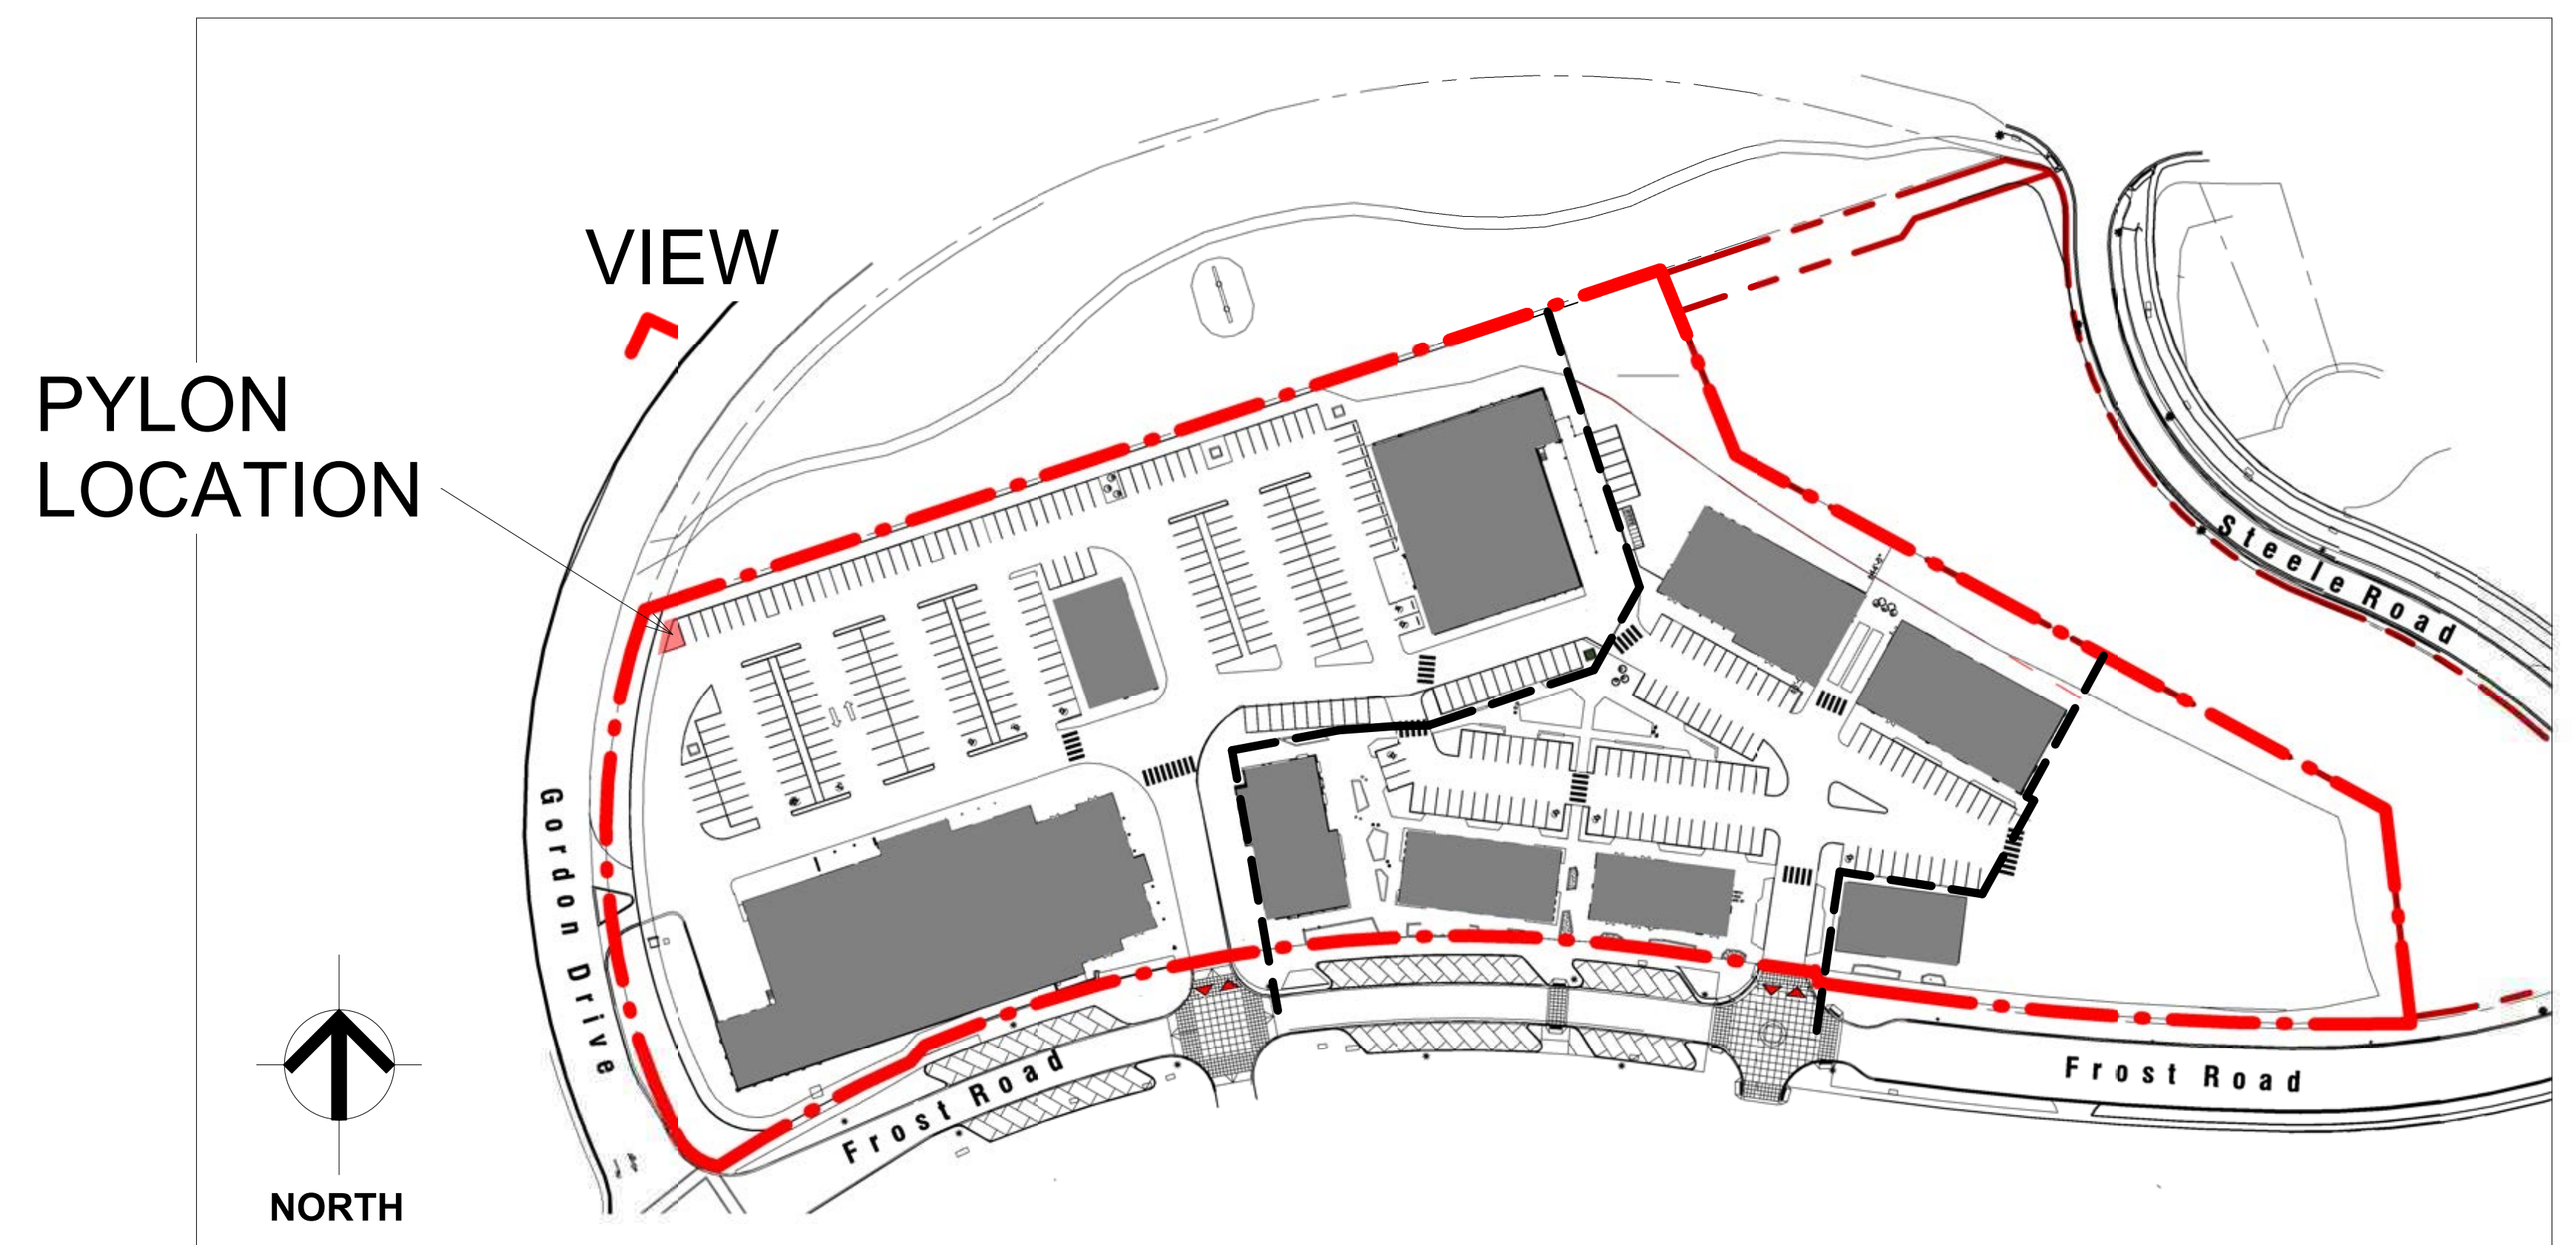 VIEW
PYLON
LOCATION
Steele Road
Gordon Drive
Frost Road
Frost Road
NORTH